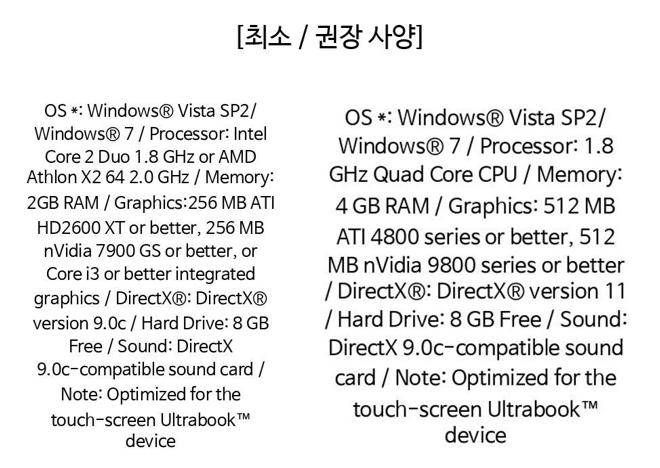 [최소 / 권장 사양]
OS *: Windows® Vista SP2/
Windows® 7 / Processor: Intel
Core 2 Duo 1.8 GHz or AMD
Athlon X2 64 2.0 GHz / Memory:
2GB RAM / Graphics:256 MB ATI
HD2600 XT or better, 256 MB
nVidia 7900 GS or better, or
Core i3 or better integrated
graphics / DirectX®: DirectX®
version 9.0c / Hard Drive: 8 GB
Free / Sound: DirectX
9.0c-compatible sound card /
Note: Optimized for the
touch-screen Ultrabook™
device
OS *: Windows® Vista SP2/
Windows® 7 / Processor: 1.8
GHz Quad Core CPU / Memory:
4 GB RAM / Graphics: 512 MB
ATI 4800 series or better, 512
MB nVidia 9800 series or better
/ DirectX®: DirectX® version 11
/ Hard Drive: 8 GB Free / Sound:
DirectX 9.0c-compatible sound
card / Note: Optimized for the
touch-screen Ultrabook™
device